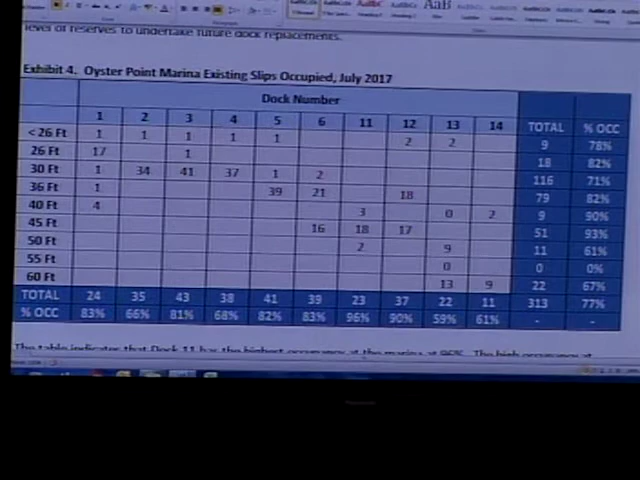 level of reserves to undertake future dock replacements.
Exhibit 4. Oyster Point Marina Existing Slips Occupied, July 2017
Dock Number
1 2 3 4 5 6 11 12 13 14 TOTAL % OCC
< 26 Ft 1 1 1 1 1 2 2 9 78%
26 Ft 17 1 18 82%
30 Ft 1 34 41 37 1 2 116 71%
36 Ft 1 39 21 18 79 82%
40 Ft 4 3 0 2 9 90%
45 Ft 16 18 17 51 93%
50 Ft 2 9 11 61%
55 Ft 0 0 0%
60 Ft 13 9 22 67%
TOTAL 24 35 43 38 41 39 23 37 22 11 313 77%
% OCC 83% 66% 81% 68% 82% 83% 96% 90% 59% 61% - -
The table indicates that Dock 11 has the highest occupancy at the marina at 96%. The high occupancy at